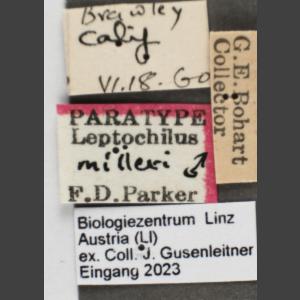 Brawley
Calif
VI.18.60
G.E.Bohart
Collector
PARATYPE
Leptochilus
milleri ♂
F.D.Parker
Biologiezentrum Linz
Austria (LI)
ex. Coll. J. Gusenleitner
Eingang 2023